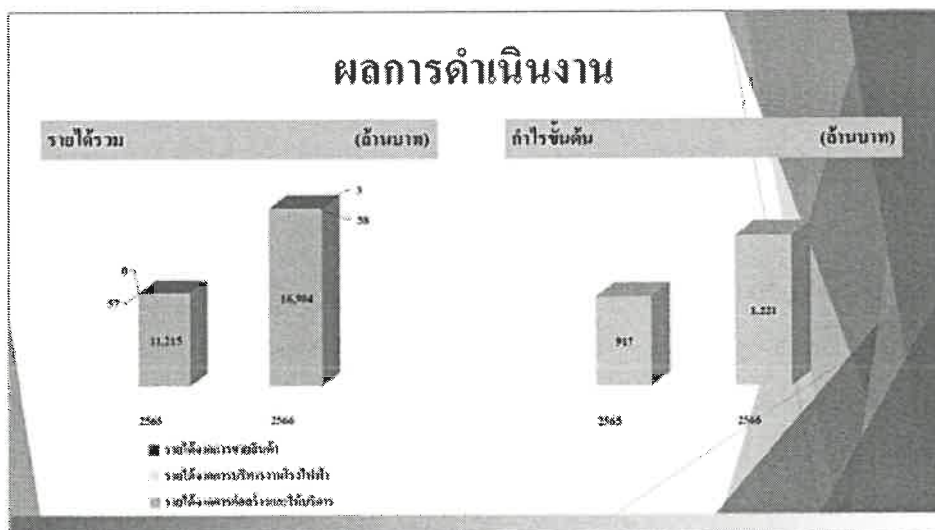 ผลการดำเนินงาน
รายได้รวม (ล้านบาท)
3
38
0
57
16,904
11,215
2565 2566
รายได้จากการขายสินค้า
รายได้จากการบริหารงานโรงไฟฟ้า
รายได้จากการก่อสร้างและให้บริการ
กำไรขั้นต้น (ล้านบาท)
917
1,221
2565 2566